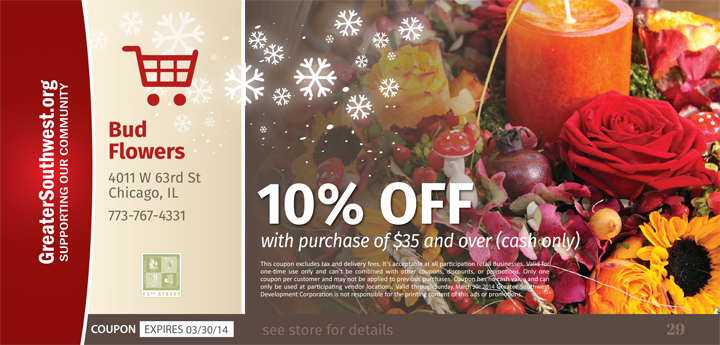 GreaterSouthwest.org
SUPPORTING OUR COMMUNITY
Bud
Flowers
4011 W 63rd St
Chicago, IL
773-767-4331
63RD STREET
10% OFF
with purchase of $35 and over (cash only)
This coupon excludes tax and delivery fees. It's acceptable at all participation retail Businesses. Valid for
one-time use only and can't be combined with other coupons, discounts, or promotions. Only one
coupon per customer and may not be applied to previous purchases. Coupon has no cash value and can
only be used at participating vendor locations. Valid through Sunday, March 30, 2014 Greater Southwest
Development Corporation is not responsible for the printing content of this ads or promotions.
COUPON EXPIRES 03/30/14
see store for details
29